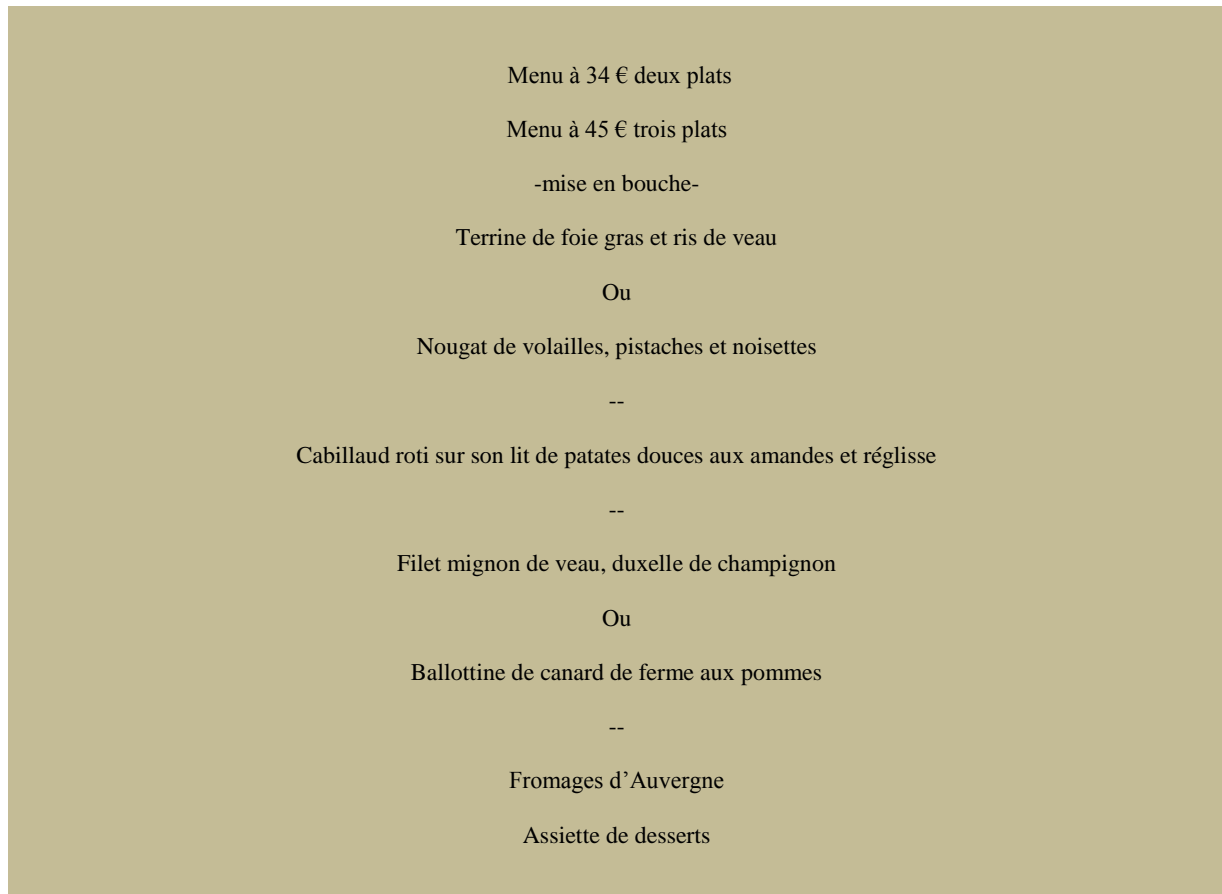 Menu à 34 € deux plats
Menu à 45 € trois plats
-mise en bouche-
Terrine de foie gras et ris de veau
Ou
Nougat de volailles, pistaches et noisettes
--
Cabillaud roti sur son lit de patates douces aux amandes et réglisse
--
Filet mignon de veau, duxelle de champignon
Ou
Ballottine de canard de ferme aux pommes
--
Fromages d’Auvergne
Assiette de desserts